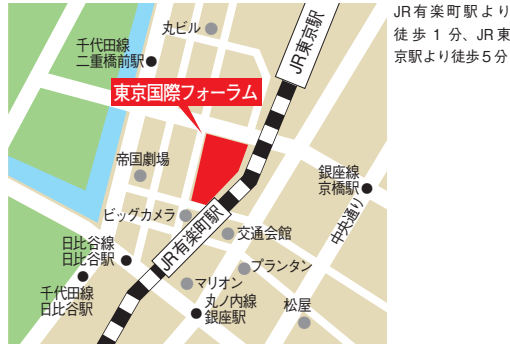 丸ビル
千代田線
二重橋前駅
JR東京駅
東京国際フォーラム
帝国劇場
銀座線
京橋駅
ビッグカメラ
JR有楽町駅
交通会館
中央通り
日比谷線
日比谷駅
プランタン
千代田線
日比谷駅
マリオン
丸ノ内線
銀座駅
松屋
JR有楽町駅より
徒歩1分、JR東
京駅より徒歩5分